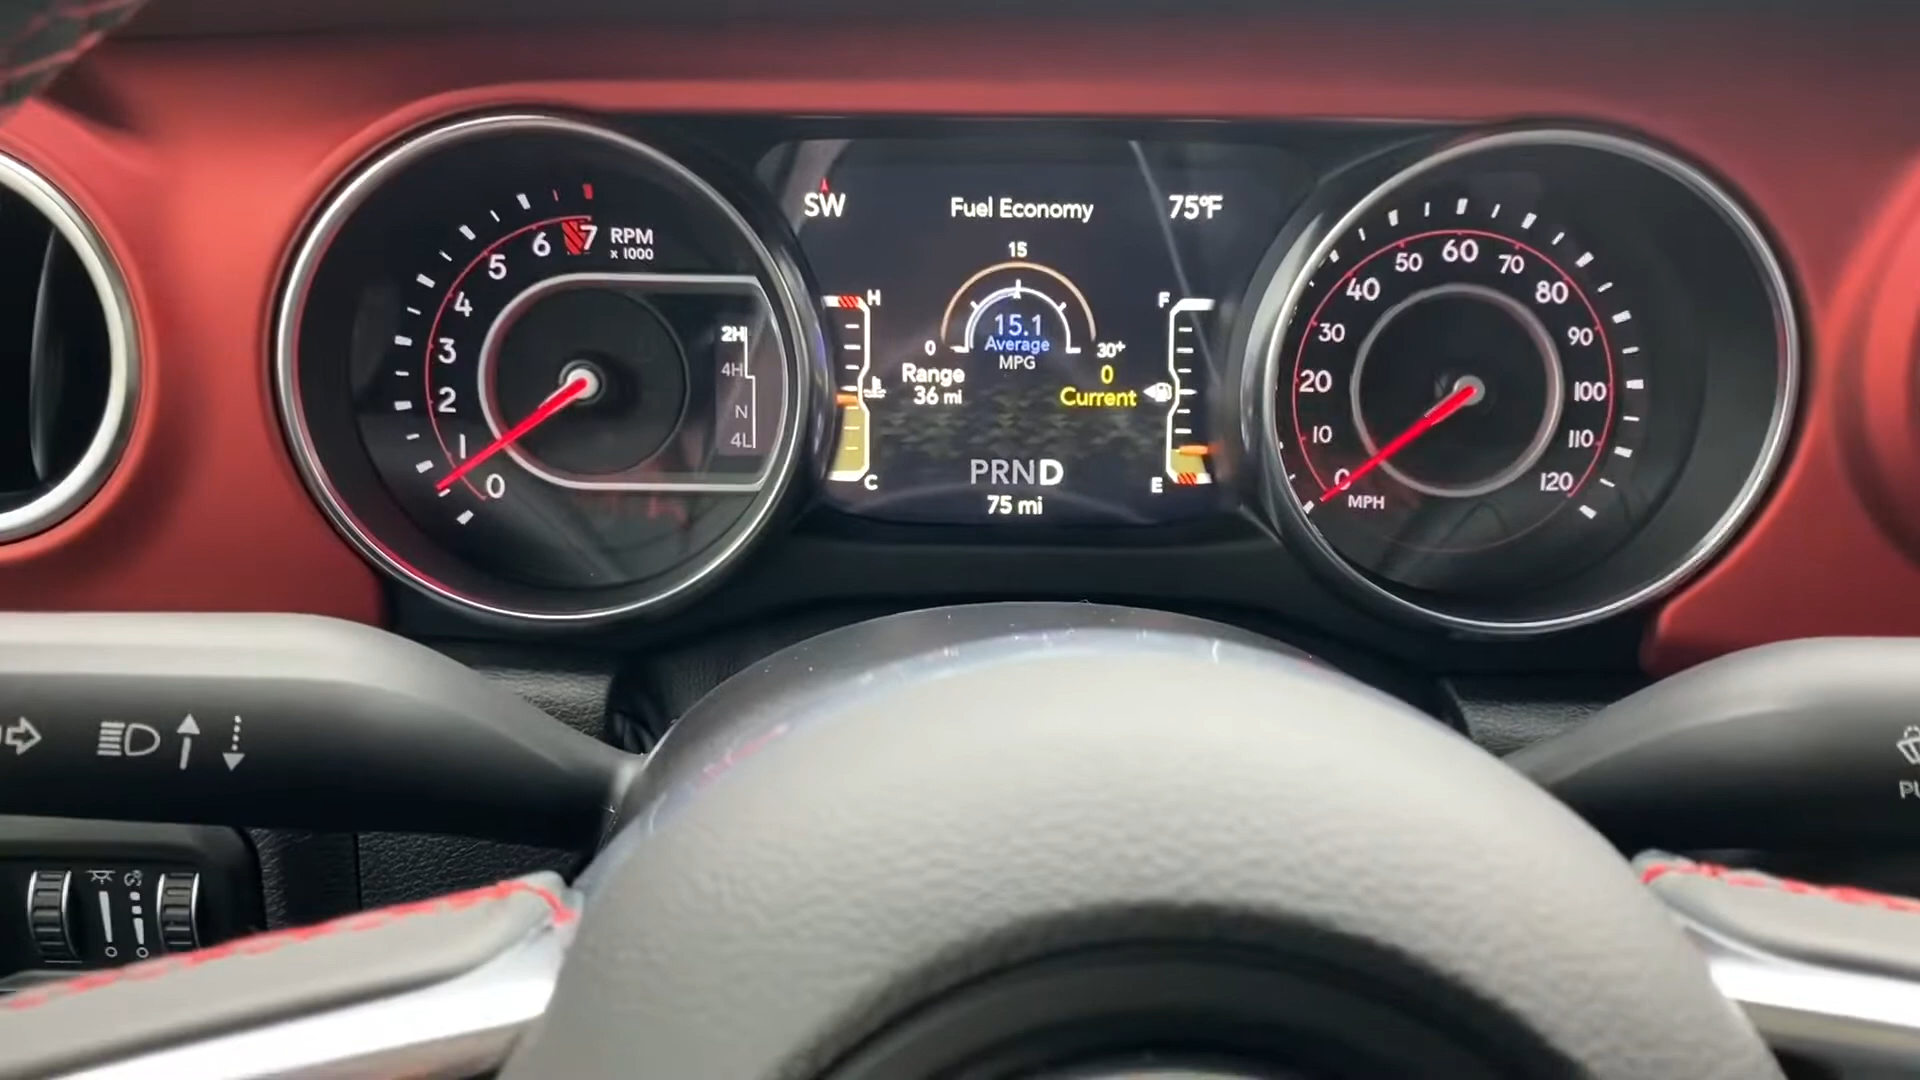 0
1
2
3
4
5
6
7
RPM
x 1000
2H
4H
N
4L
SW
Fuel Economy
75°F
15
0
30+
15.1
Average
MPG
Range
36 mi
0
Current
H
C
F
E
PRND
75 mi
0
10
20
30
40
50
60
70
80
90
100
110
120
MPH